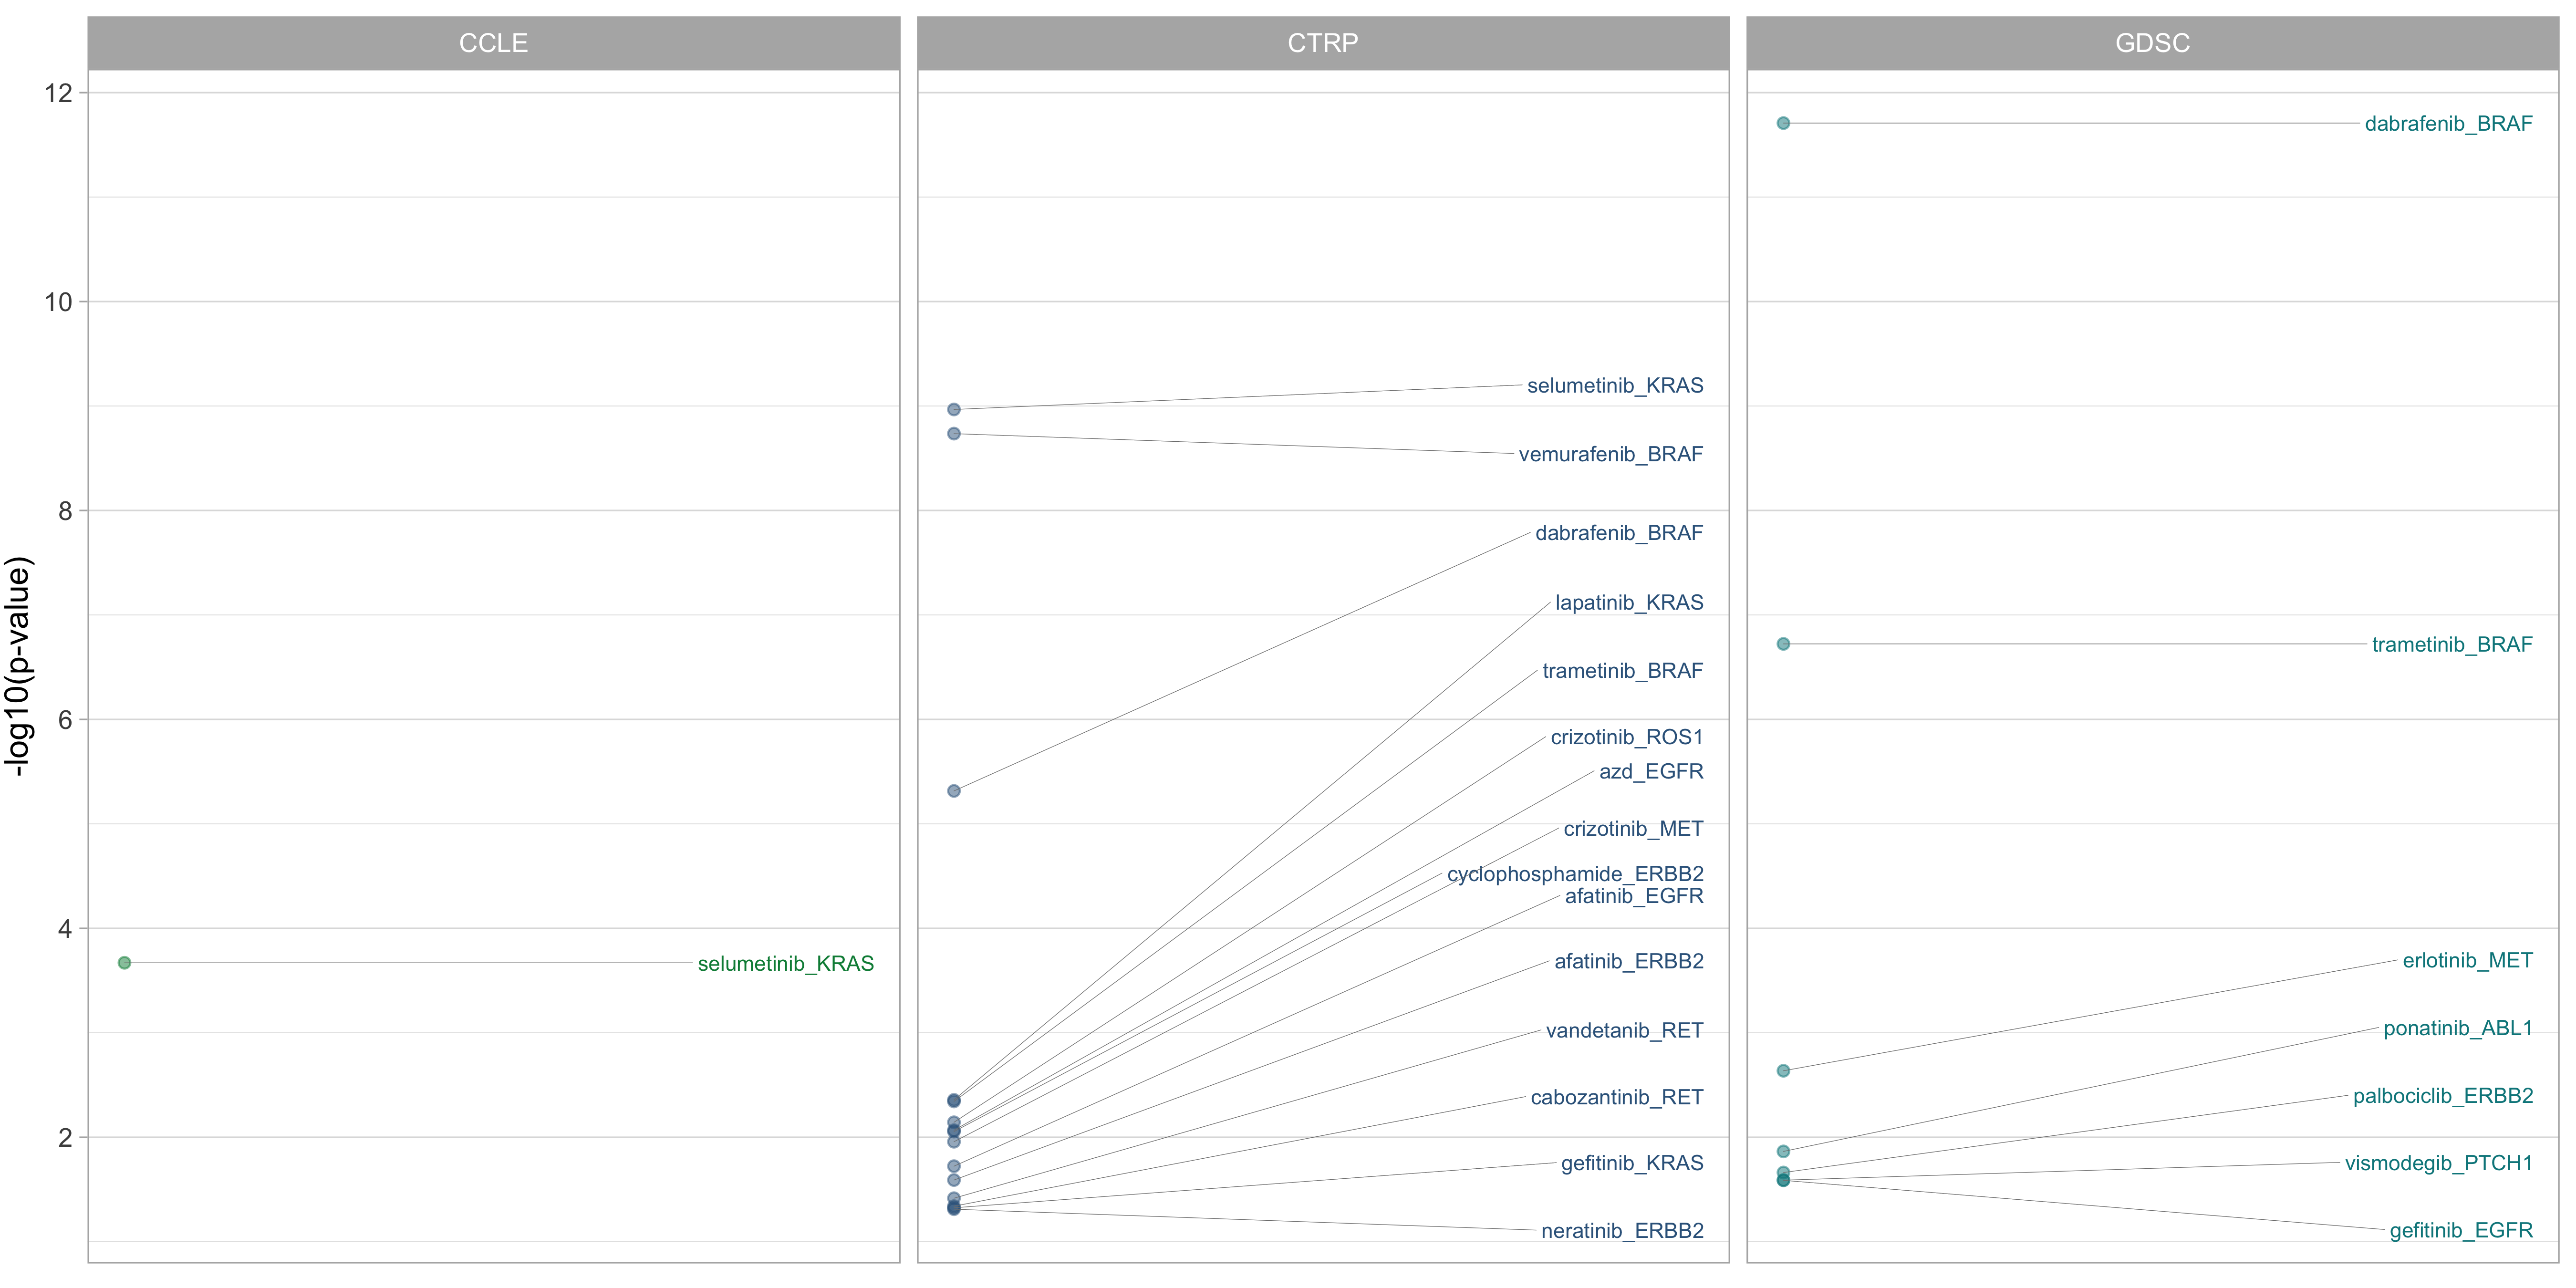 CCLE
CTRP
GDSC
-log10(p-value)
12
10
8
6
4
2
selumetinib_KRAS
selumetinib_KRAS
vemurafenib_BRAF
dabrafenib_BRAF
lapatinib_KRAS
trametinib_BRAF
crizotinib_ROS1
azd_EGFR
crizotinib_MET
cyclophosphamide_ERBB2
afatinib_EGFR
afatinib_ERBB2
vandetanib_RET
cabozantinib_RET
gefitinib_KRAS
neratinib_ERBB2
dabrafenib_BRAF
trametinib_BRAF
erlotinib_MET
ponatinib_ABL1
palbociclib_ERBB2
vismodegib_PTCH1
gefitinib_EGFR